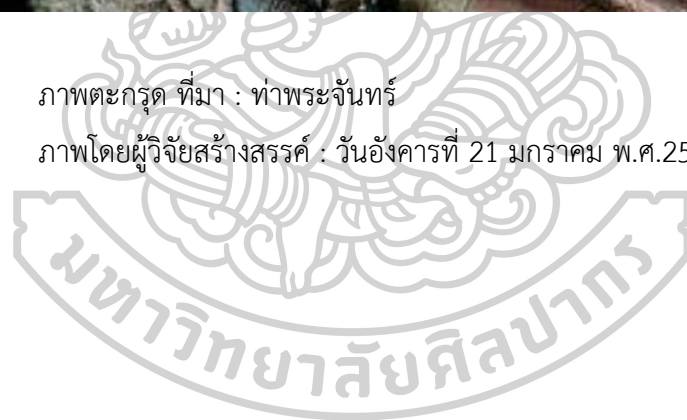 ภาพตะกรุด ที่มา : ท่าพระจันทร์
ภาพโดยผู้วิจัยสร้างสรรค์ : วันอังคารที่ 21 มกราคม พ.ศ.25
มหาวิทยาลัยศิลปากร